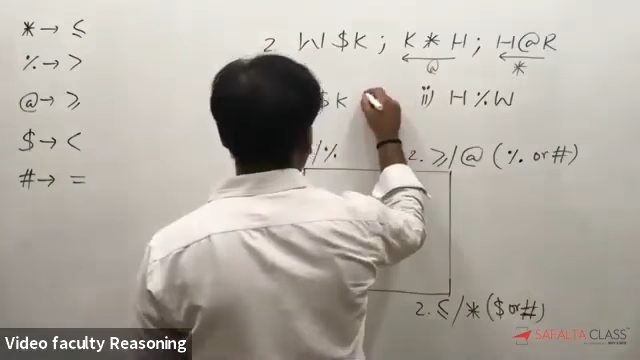 * → ≤
% → >
@ → ≥
$ → <
# → =
2. W $ K ; K * H ; H @ R
@ *
$ K ii) H % W
/ % 2. ≥ / @ (% or #)
2. ≤ / * ($ or #)
SAFALTA CLASS
Video faculty Reasoning